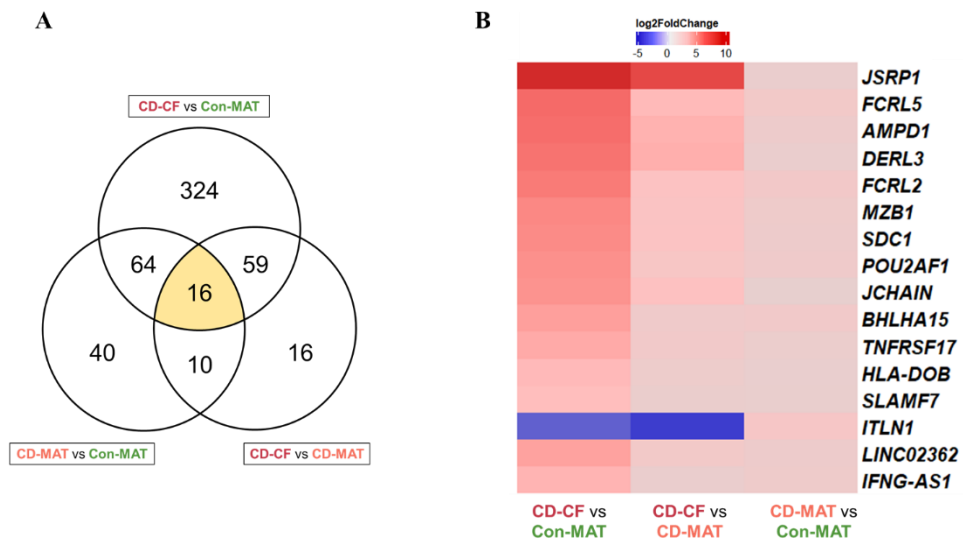 A
CD-CF vs Con-MAT
324
64
59
16
40
10
16
CD-MAT vs Con-MAT
CD-CF vs CD-MAT
B
log2FoldChange
-5 0 5 10
JSRP1
FCRL5
AMPD1
DERL3
FCRL2
MZB1
SDC1
POU2AF1
JCHAIN
BHLHA15
TNFRSF17
HLA-DOB
SLAMF7
ITLN1
LINC02362
IFNG-AS1
CD-CF vs
Con-MAT
CD-CF vs
CD-MAT
CD-MAT vs
Con-MAT